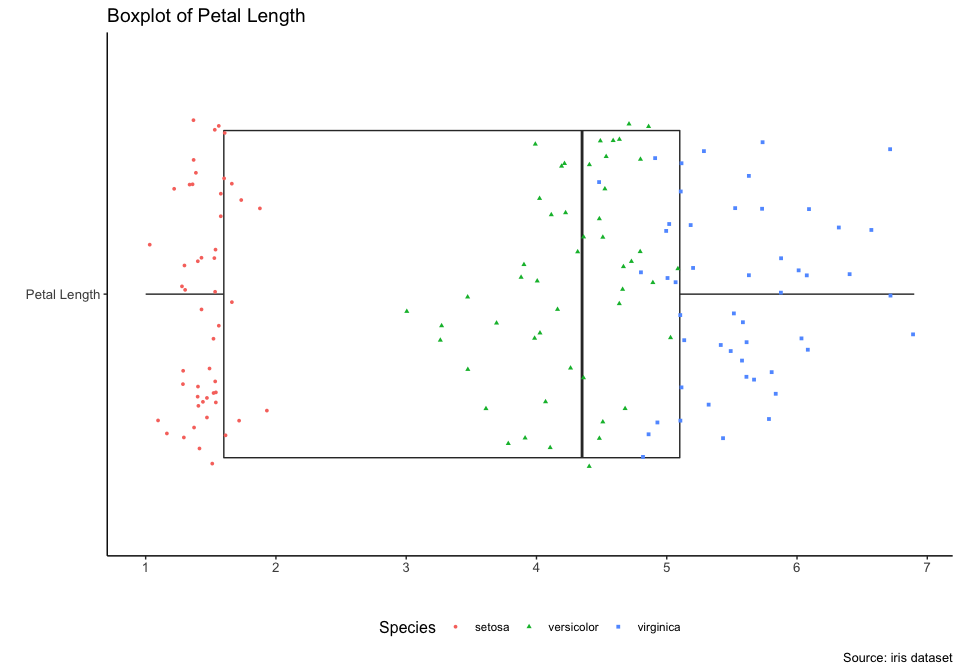 Boxplot of Petal Length
Petal Length
1 2 3 4 5 6 7
Species setosa versicolor virginica
Source: iris dataset